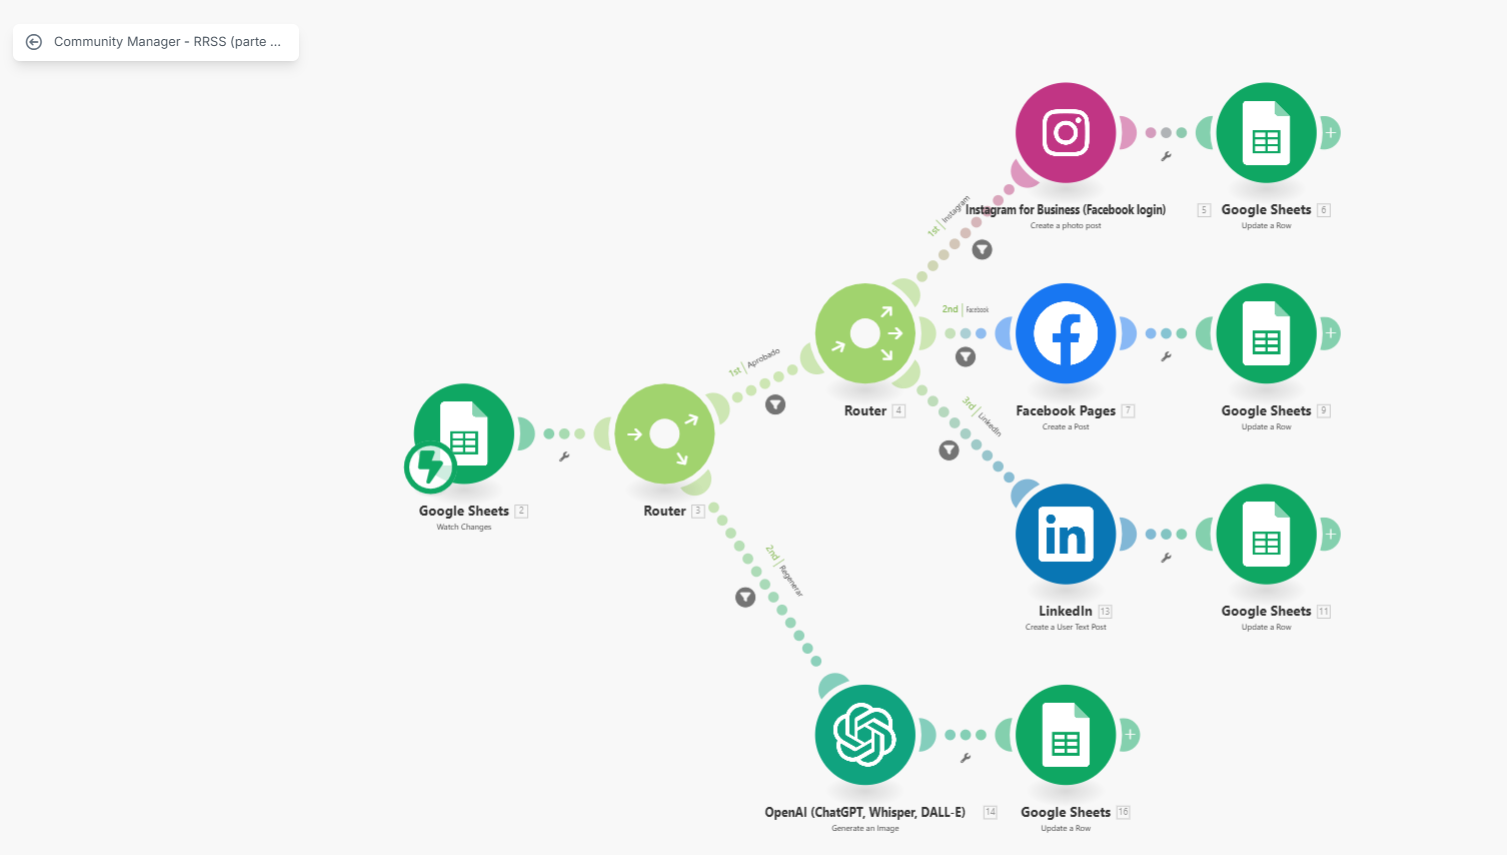 Community Manager - RRSS (parte ...
Instagram for Business (Facebook login) 5
Create a photo post
Google Sheets 6
Update a Row
1st | Instagram
2nd | Facebook
Facebook Pages 7
Create a Post
Google Sheets 9
Update a Row
1st | Aprobado
Router 4
3rd | LinkedIn
Google Sheets 2
Watch Changes
Router 3
2nd | Regenerar
in
LinkedIn 13
Create a User Text Post
Google Sheets 11
Update a Row
OpenAI (ChatGPT, Whisper, DALL-E) 14
Generate an Image
Google Sheets 16
Update a Row